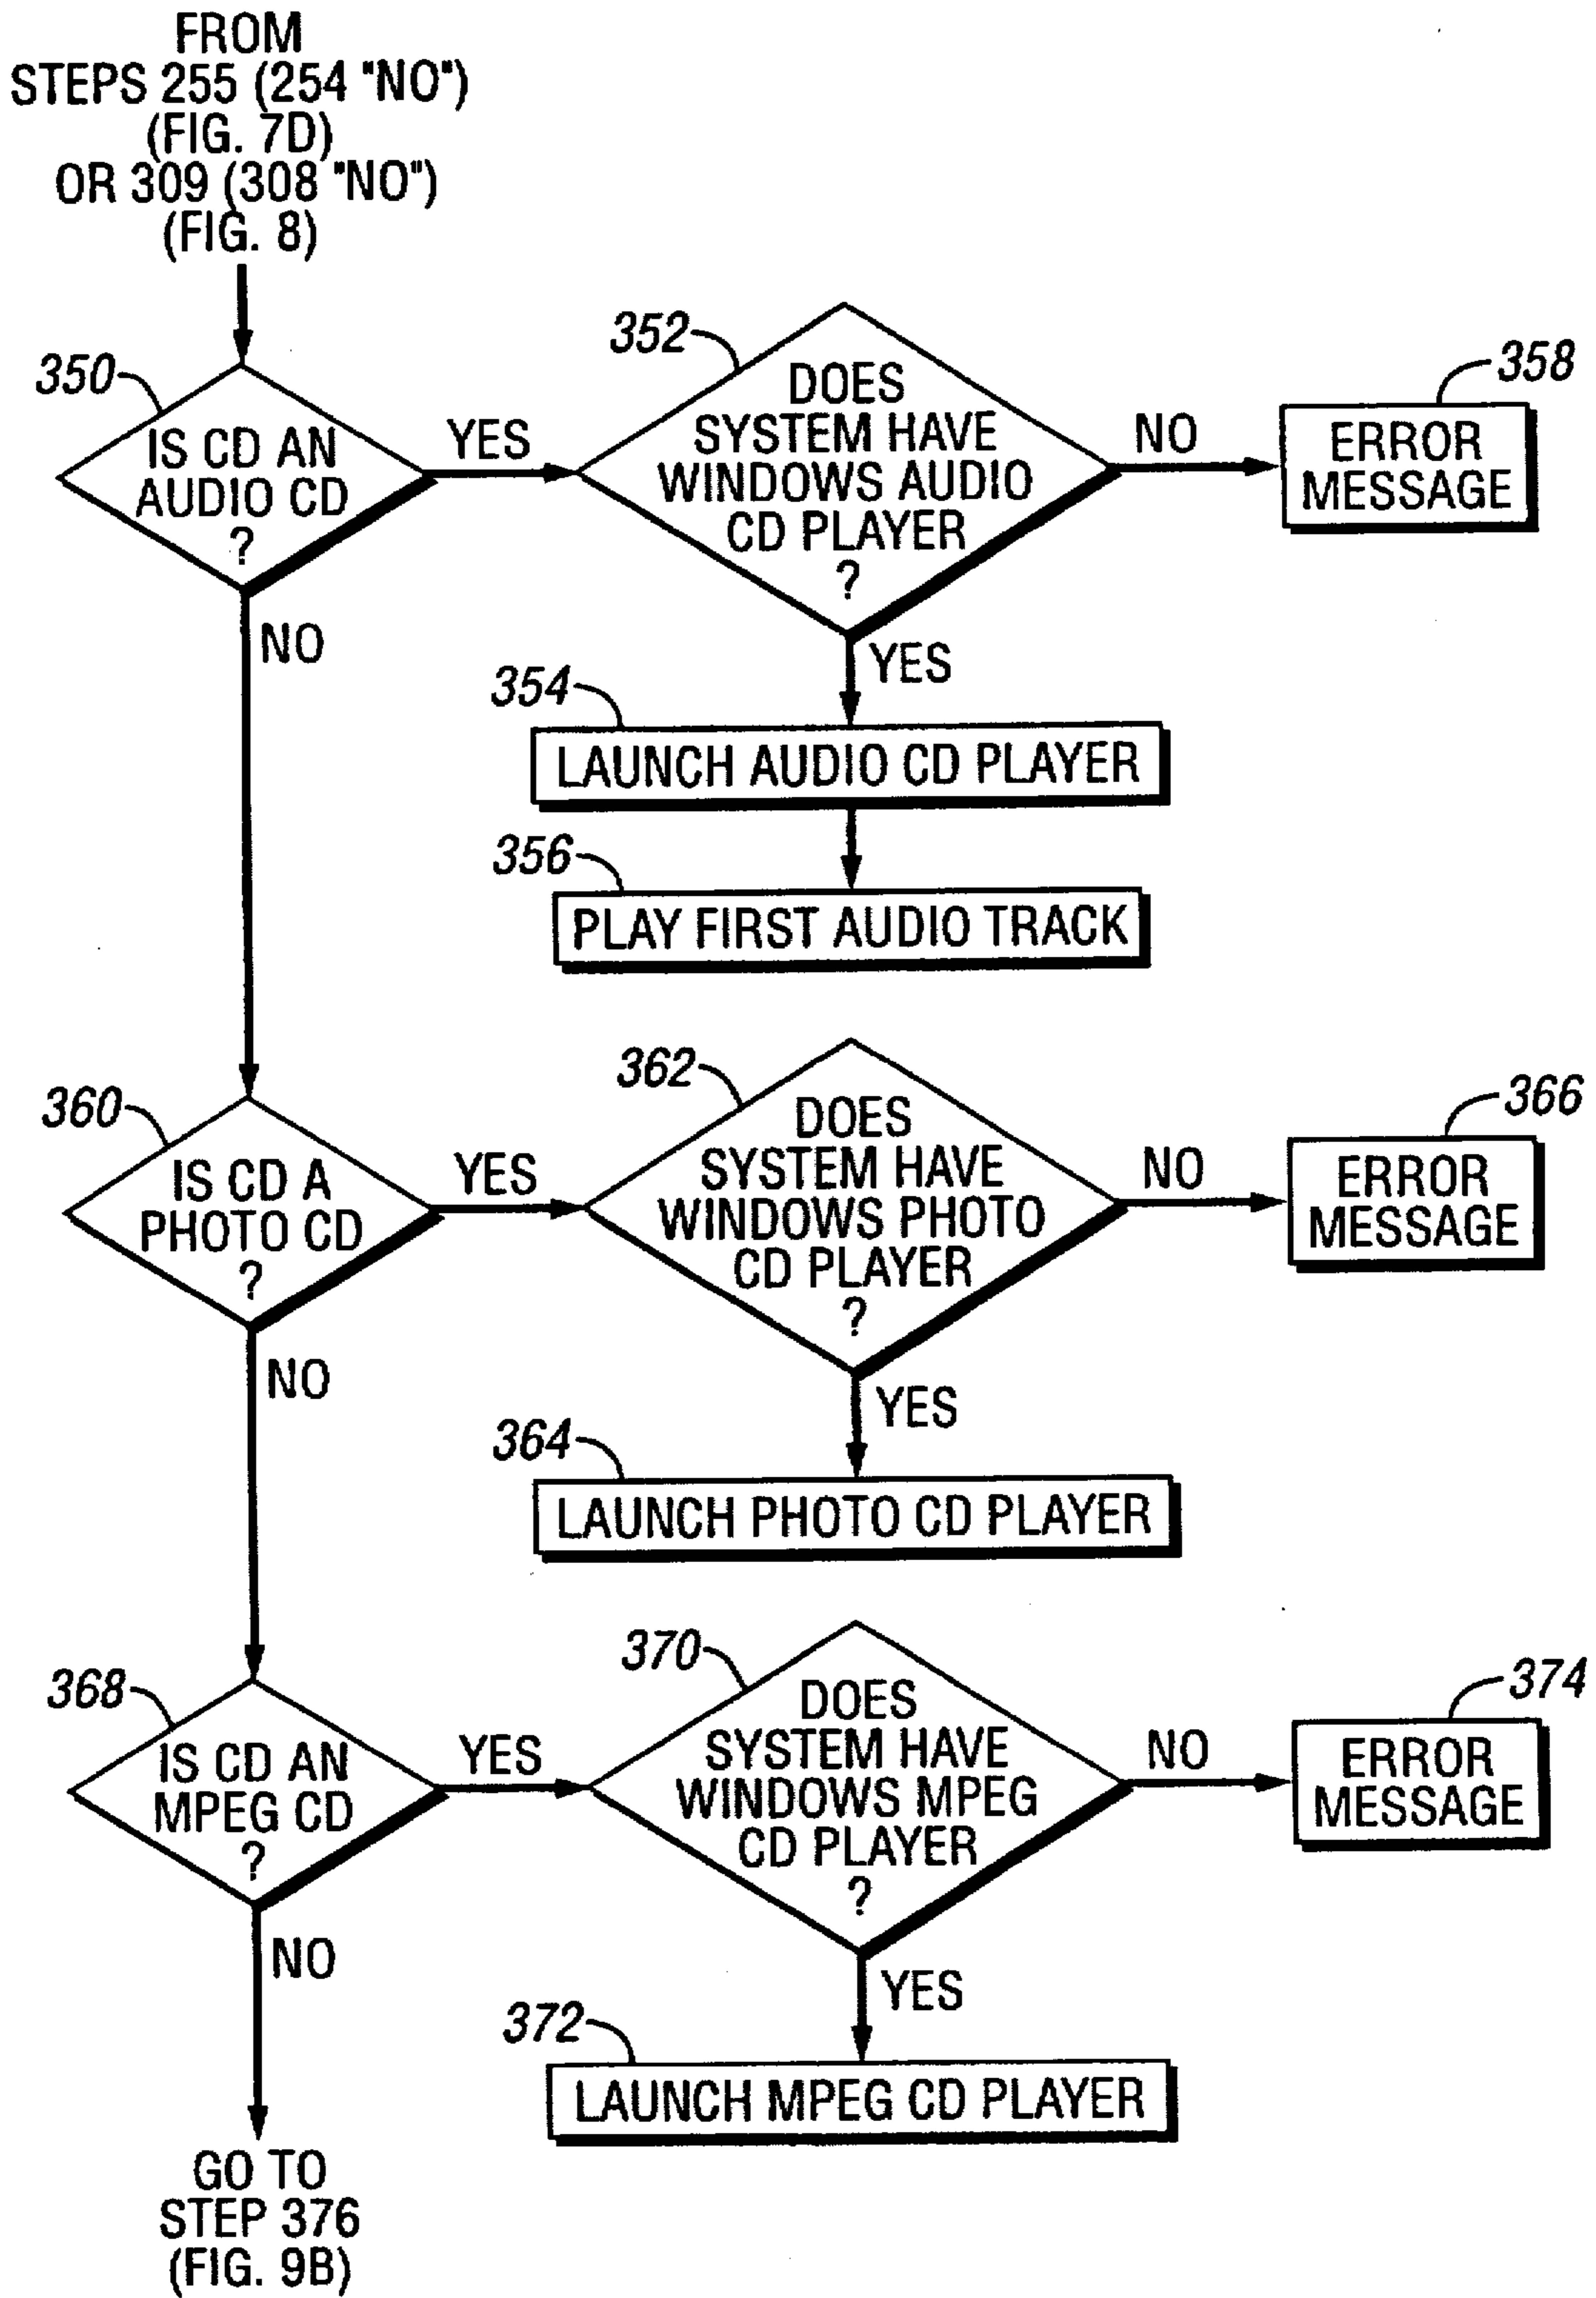 FROM
STEPS 255 (254 "NO")
(FIG. 7D)
OR 309 (308 "NO")
(FIG. 8)
350
IS CD AN
AUDIO CD
?
YES
NO
352
DOES
SYSTEM HAVE
WINDOWS AUDIO
CD PLAYER
?
NO
358
ERROR
MESSAGE
YES
354
LAUNCH AUDIO CD PLAYER
356
PLAY FIRST AUDIO TRACK
360
IS CD A
PHOTO CD
?
YES
NO
362
DOES
SYSTEM HAVE
WINDOWS PHOTO
CD PLAYER
?
NO
366
ERROR
MESSAGE
YES
364
LAUNCH PHOTO CD PLAYER
368
IS CD AN
MPEG CD
?
YES
NO
370
DOES
SYSTEM HAVE
WINDOWS MPEG
CD PLAYER
?
NO
374
ERROR
MESSAGE
YES
372
LAUNCH MPEG CD PLAYER
GO TO
STEP 376
(FIG. 9B)